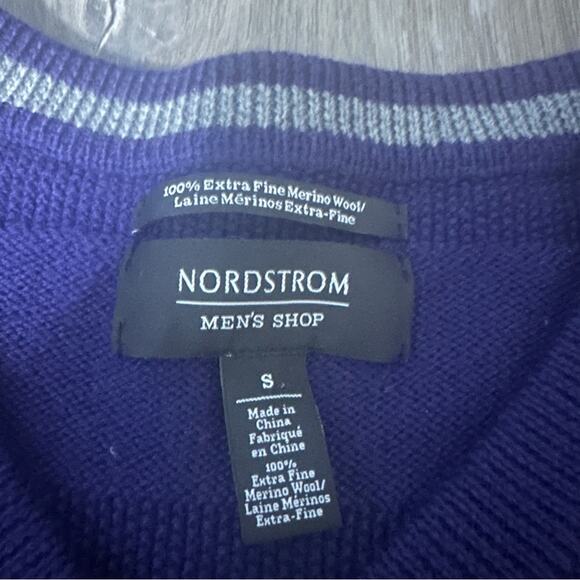 100% Extra Fine Merino Wool/
Laine Mérinos Extra-Fine
NORDSTROM
MEN'S SHOP
S
Made in
China
Fabriqué
en Chine
100%
Extra Fine
Merino Wool/
Laine Mérinos
Extra-Fine